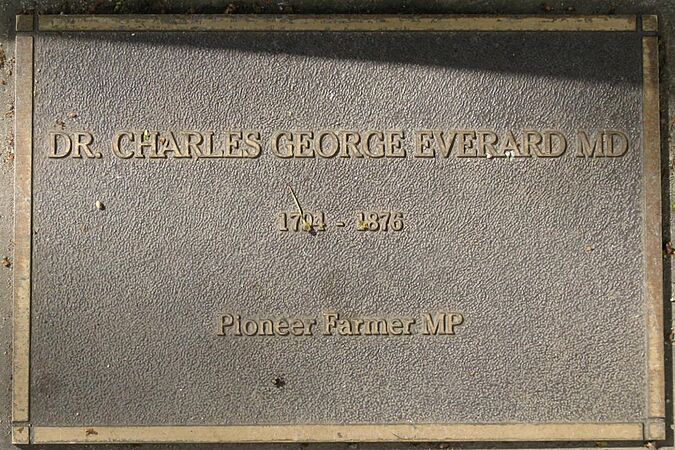 DR. CHARLES GEORGE EVERARD MD
1794 - 1876
Pioneer Farmer MP